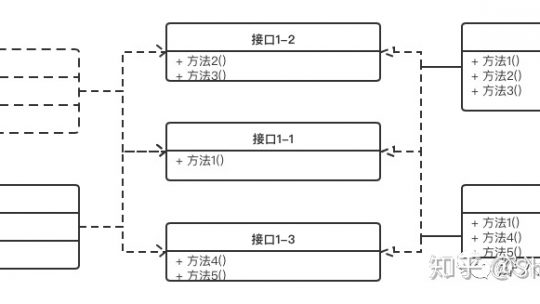 接口1-2
+ 方法2()
+ 方法3()
+ 方法1()
+ 方法2()
+ 方法3()
接口1-1
+ 方法1()
接口1-3
+ 方法4()
+ 方法5()
+ 方法1()
+ 方法4()
方法5()
知乎